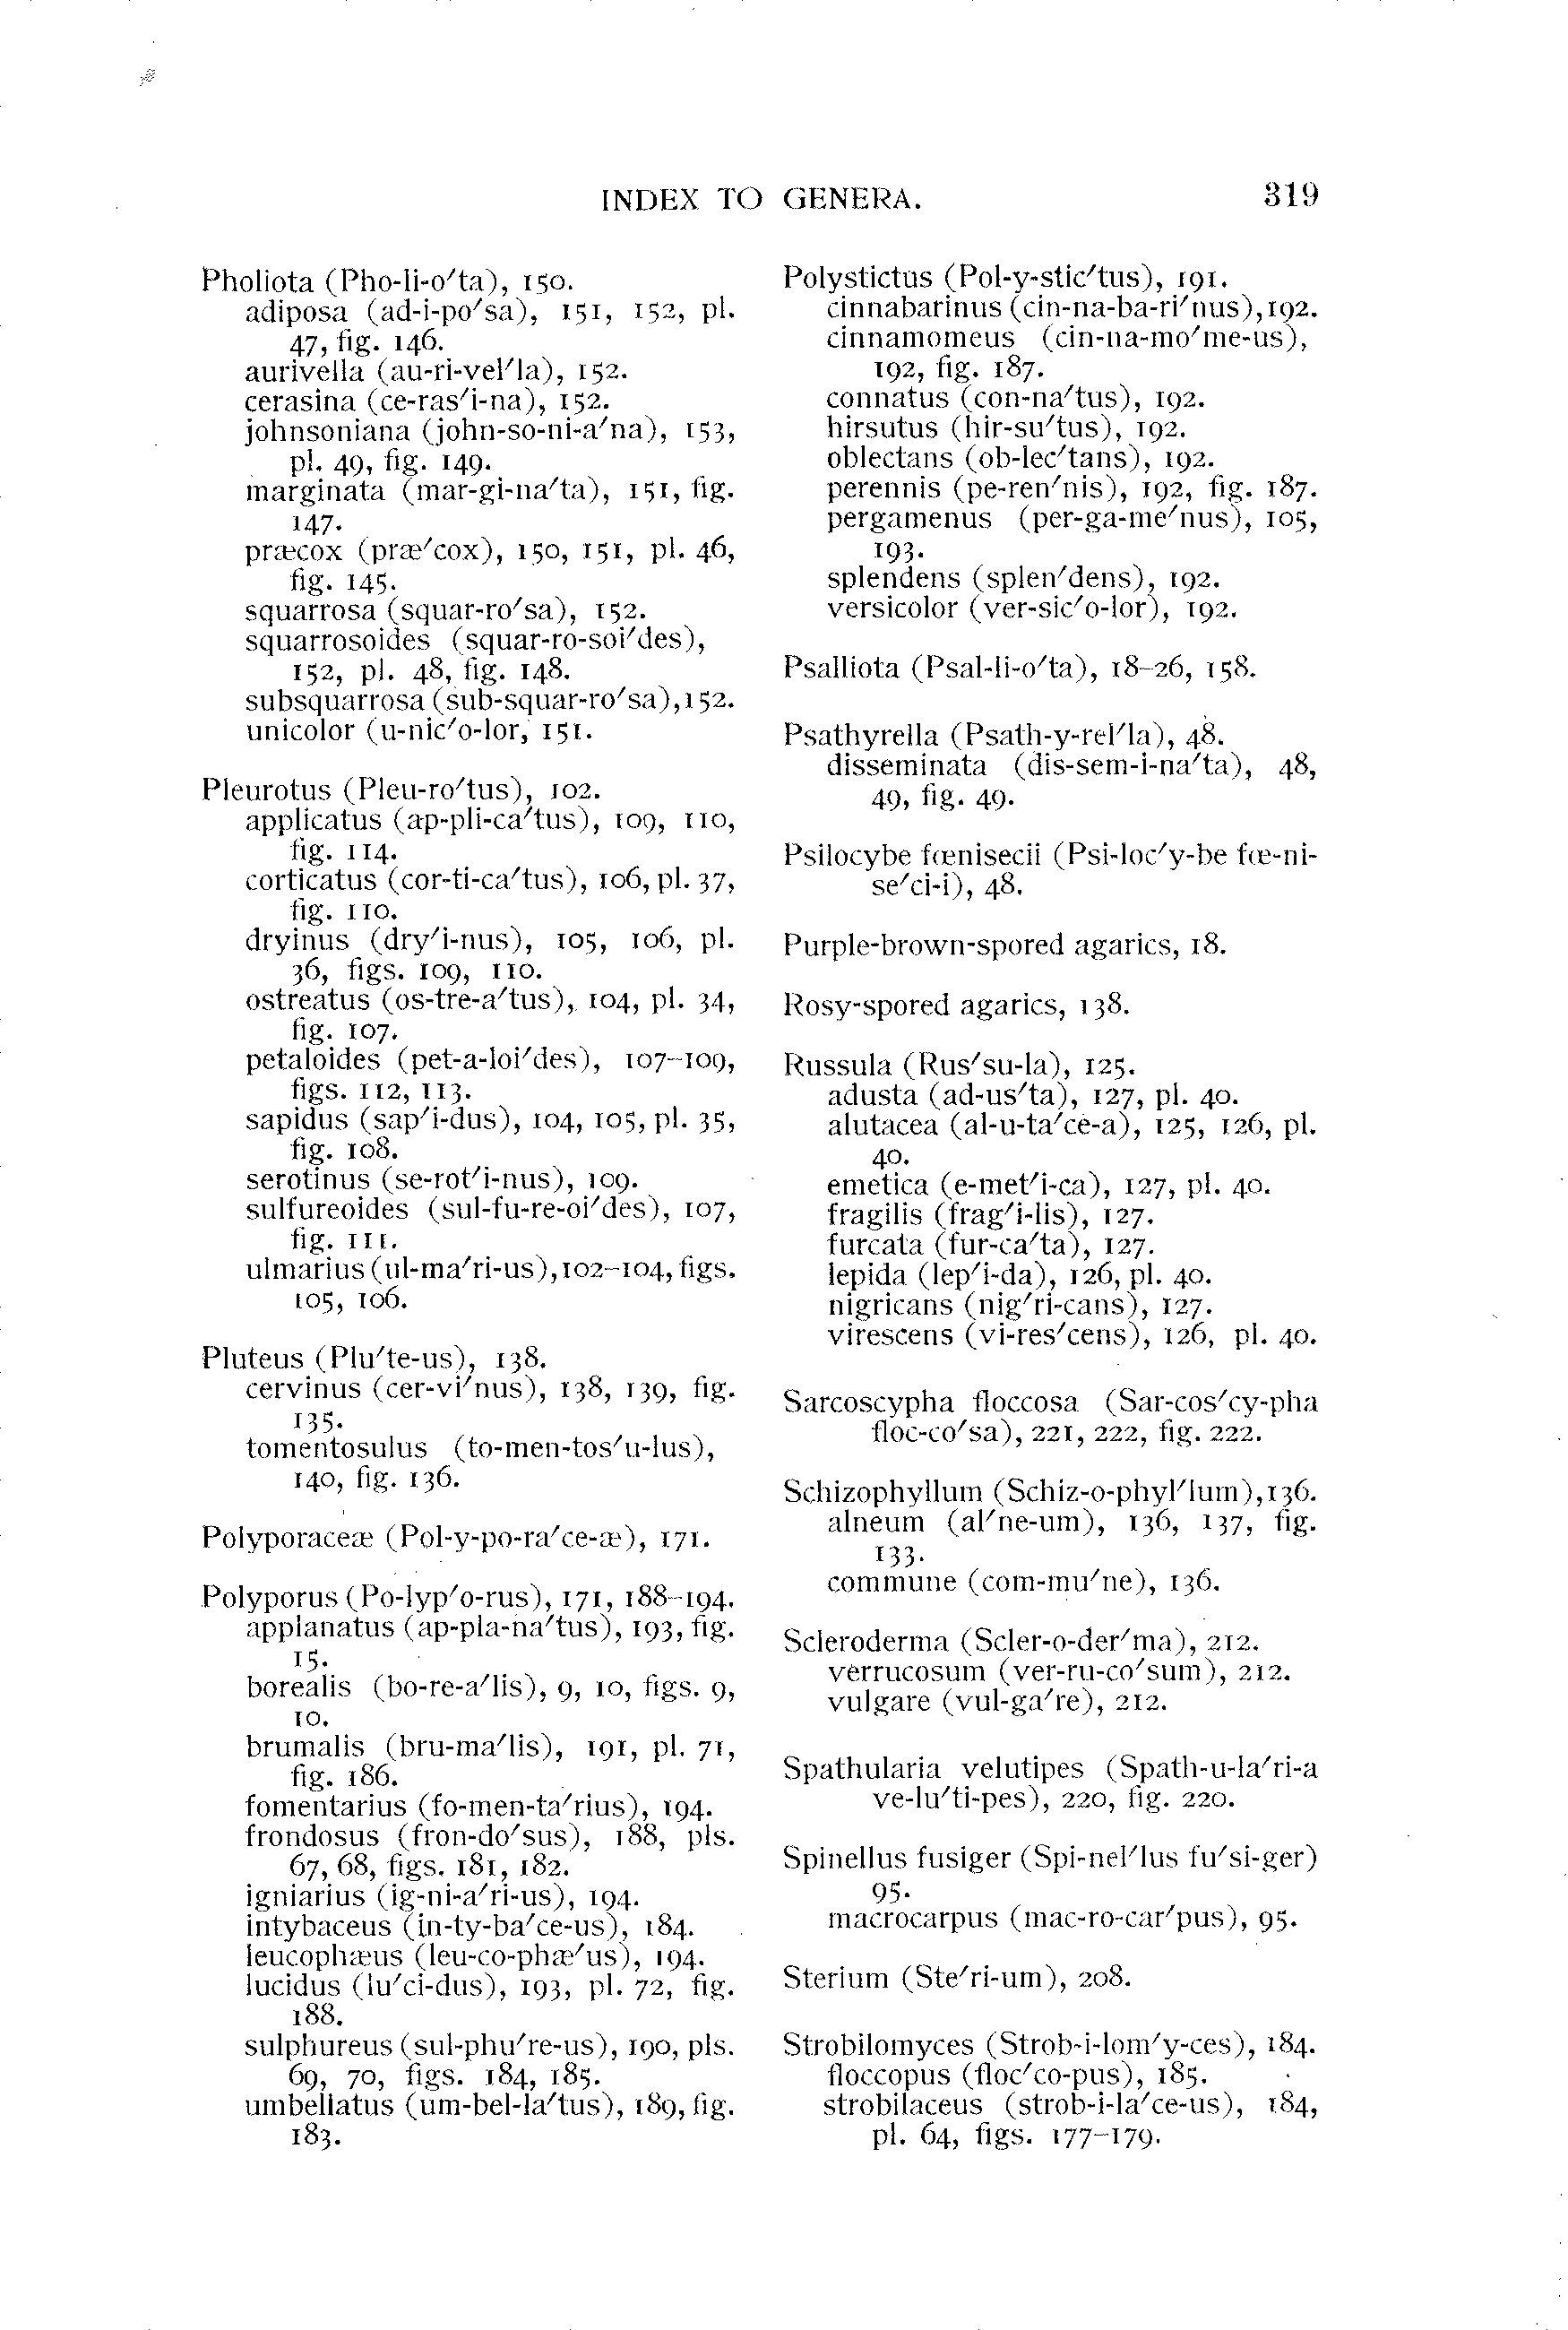 INDEX TO GENERA. 319
Pholiota (Pho-li-o′ta), 150.
adiposa (ad-i-po′sa), 151, 152, pl.
47, fig. 146.
aurivella (au-ri-vel′la), 152.
cerasina (ce-ras′i-na), 152.
johnsoniana (john-so-ni-a′na), 153,
pl. 49, fig. 149.
marginata (mar-gi-na′ta), 151, fig.
147.
præcox (præ′cox), 150, 151, pl. 46,
fig. 145.
squarrosa (squar-ro′sa), 152.
squarrosoides (squar-ro-soi′des),
152, pl. 48, fig. 148.
subsquarrosa (sub-squar-ro′sa), 152.
unicolor (u-nic′o-lor, 151.
Pleurotus (Pleu-ro′tus), 102.
applicatus (ap-pli-ca′tus), 109, 110,
fig. 114.
corticatus (cor-ti-ca′tus), 106, pl. 37,
fig. 110.
dryinus (dry′i-nus), 105, 106, pl.
36, figs. 109, 110.
ostreatus (os-tre-a′tus), 104, pl. 34,
fig. 107.
petaloides (pet-a-loi′des), 107–109,
figs. 112, 113.
sapidus (sap′i-dus), 104, 105, pl. 35,
fig. 108.
serotinus (se-rot′i-nus), 109.
sulfureoides (sul-fu-re-oi′des), 107,
fig. 111.
ulmarius (ul-ma′ri-us), 102–104, figs.
105, 106.
Pluteus (Plu′te-us), 138.
cervinus (cer-vi′nus), 138, 139, fig.
135.
tomentosulus (to-men-tos′u-lus),
140, fig. 136.
Polyporaceæ (Pol-y-po-ra′ce-æ), 171.
Polyporus (Po-lyp′o-rus), 171, 188–194.
applanatus (ap-pla-na′tus), 193, fig.
15.
borealis (bo-re-a′lis), 9, 10, figs. 9,
10.
brumalis (bru-ma′lis), 191, pl. 71,
fig. 186.
fomentarius (fo-men-ta′rius), 194.
frondosus (fron-do′sus), 188, pls.
67, 68, figs. 181, 182.
igniarius (ig-ni-a′ri-us), 194.
intybaceus (in-ty-ba′ce-us), 184.
leucophæus (leu-co-phæ′us), 194.
lucidus (lu′ci-dus), 193, pl. 72, fig.
188.
sulphureus (sul-phu′re-us), 190, pls.
69, 70, figs. 184, 185.
umbellatus (um-bel-la′tus), 189, fig.
183.
Polystictus (Pol-y-stic′tus), 191.
cinnabarinus (cin-na-ba-ri′nus), 192.
cinnamomeus (cin-na-mo′me-us),
192, fig. 187.
connatus (con-na′tus), 192.
hirsutus (hir-su′tus), 192.
oblectans (ob-lec′tans), 192.
perennis (pe-ren′nis), 192, fig. 187.
pergamenus (per-ga-me′nus), 105,
193.
splendens (splen′dens), 192.
versicolor (ver-sic′o-lor), 192.
Psalliota (Psal-li-o′ta), 18–26, 158.
Psathyrella (Psath-y-rel′la), 48.
disseminata (dis-sem-i-na′ta), 48,
49, fig. 49.
Psilocybe fœnisecii (Psi-loc′y-be fœ-ni-
se′ci-i), 48.
Purple-brown-spored agarics, 18.
Rosy-spored agarics, 138.
Russula (Rus′su-la), 125.
adusta (ad-us′ta), 127, pl. 40.
alutacea (al-u-ta′ce-a), 125, 126, pl.
40.
emetica (e-met′i-ca), 127, pl. 40.
fragilis (frag′i-lis), 127.
furcata (fur-ca′ta), 127.
lepida (lep′i-da), 126, pl. 40.
nigricans (nig′ri-cans), 127.
virescens (vi-res′cens), 126, pl. 40.
Sarcoscypha floccosa (Sar-cos′cy-pha
floc-co′sa), 221, 222, fig. 222.
Schizophyllum (Schiz-o-phyl′lum), 136.
alneum (al′ne-um), 136, 137, fig.
133.
commune (com-mu′ne), 136.
Scleroderma (Scler-o-der′ma), 212.
verrucosum (ver-ru-co′sum), 212.
vulgare (vul-ga′re), 212.
Spathularia velutipes (Spath-u-la′ri-a
ve-lu′ti-pes), 220, fig. 220.
Spinellus fusiger (Spi-nel′lus fu′si-ger)
95.
macrocarpus (mac-ro-car′pus), 95.
Sterium (Ste′ri-um), 208.
Strobilomyces (Strob-i-lom′y-ces), 184.
floccopus (floc′co-pus), 185.
strobilaceus (strob-i-la′ce-us), 184,
pl. 64, figs. 177–179.